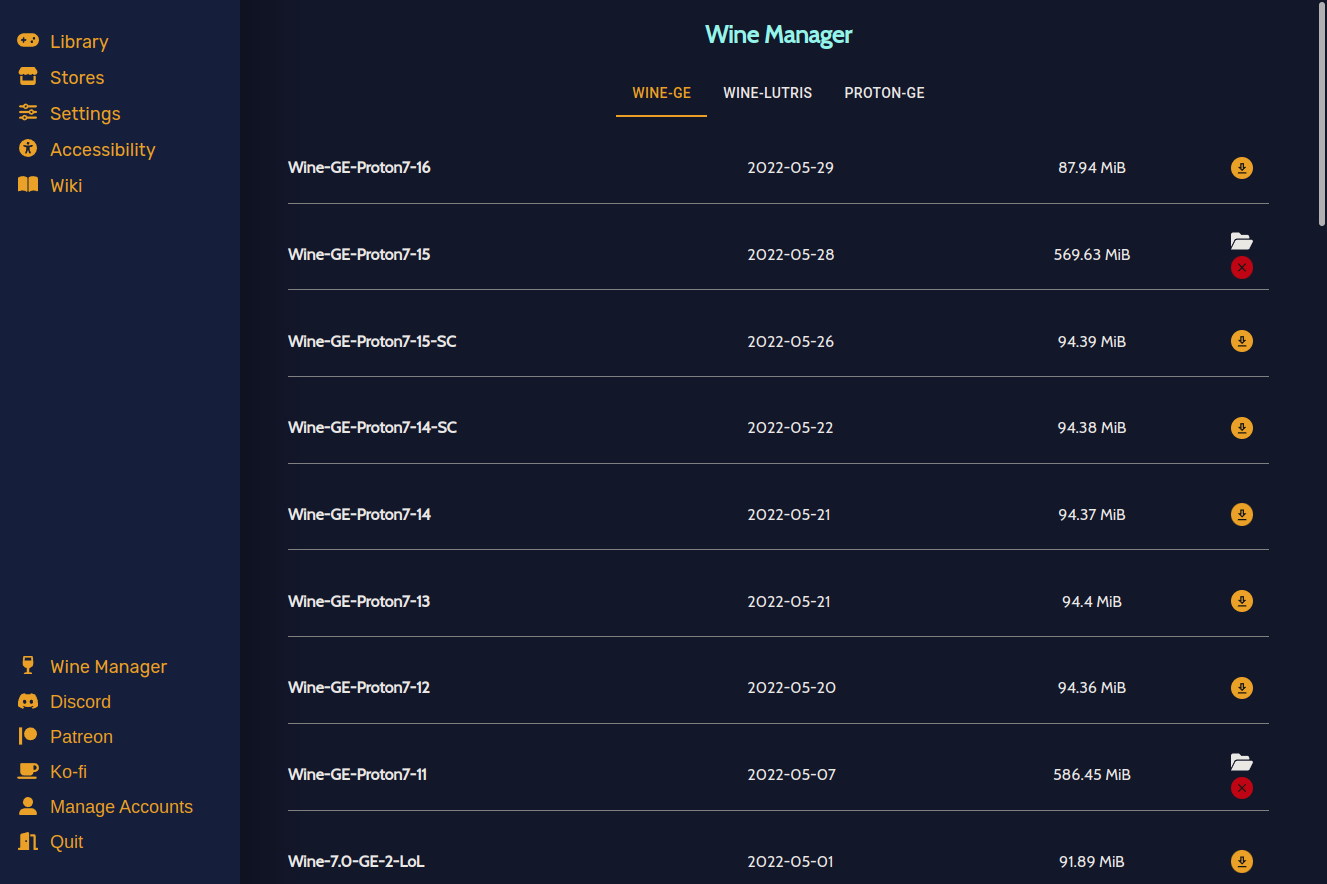 Library
Stores
Settings
Accessibility
Wiki
Wine Manager
Discord
Patreon
Ko-fi
Manage Accounts
Quit
Wine Manager
WINE-GE WINE-LUTRIS PROTON-GE
Wine-GE-Proton7-16 2022-05-29 87.94 MiB
Wine-GE-Proton7-15 2022-05-28 569.63 MiB
Wine-GE-Proton7-15-SC 2022-05-26 94.39 MiB
Wine-GE-Proton7-14-SC 2022-05-22 94.38 MiB
Wine-GE-Proton7-14 2022-05-21 94.37 MiB
Wine-GE-Proton7-13 2022-05-21 94.4 MiB
Wine-GE-Proton7-12 2022-05-20 94.36 MiB
Wine-GE-Proton7-11 2022-05-07 586.45 MiB
Wine-7.0-GE-2-LoL 2022-05-01 91.89 MiB